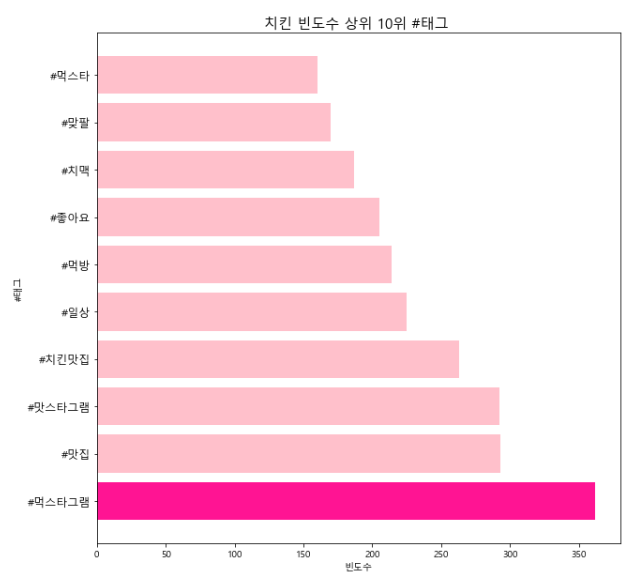 치킨 빈도수 상위 10위 #태그
#먹스타
#맞팔
#치맥
#좋아요
#먹방
#일상
#치킨맛집
#맛스타그램
#맛집
#먹스타그램
#태그
0 50 100 150 200 250 300 350
빈도수